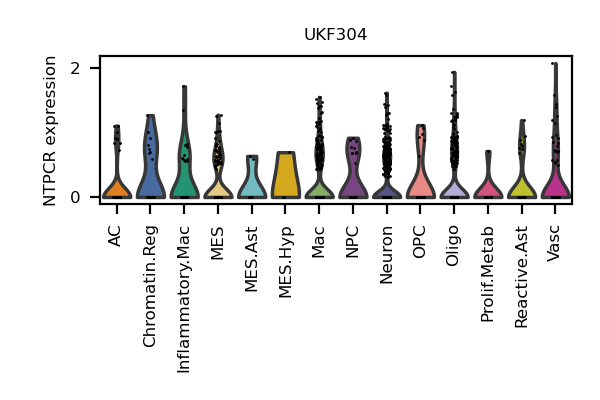 UKF304
NTPCR expression
2
0
AC
Chromatin.Reg
Inflammatory.Mac
MES
MES.Ast
MES.Hyp
Mac
NPC
Neuron
OPC
Oligo
Prolif.Metab
Reactive.Ast
Vasc